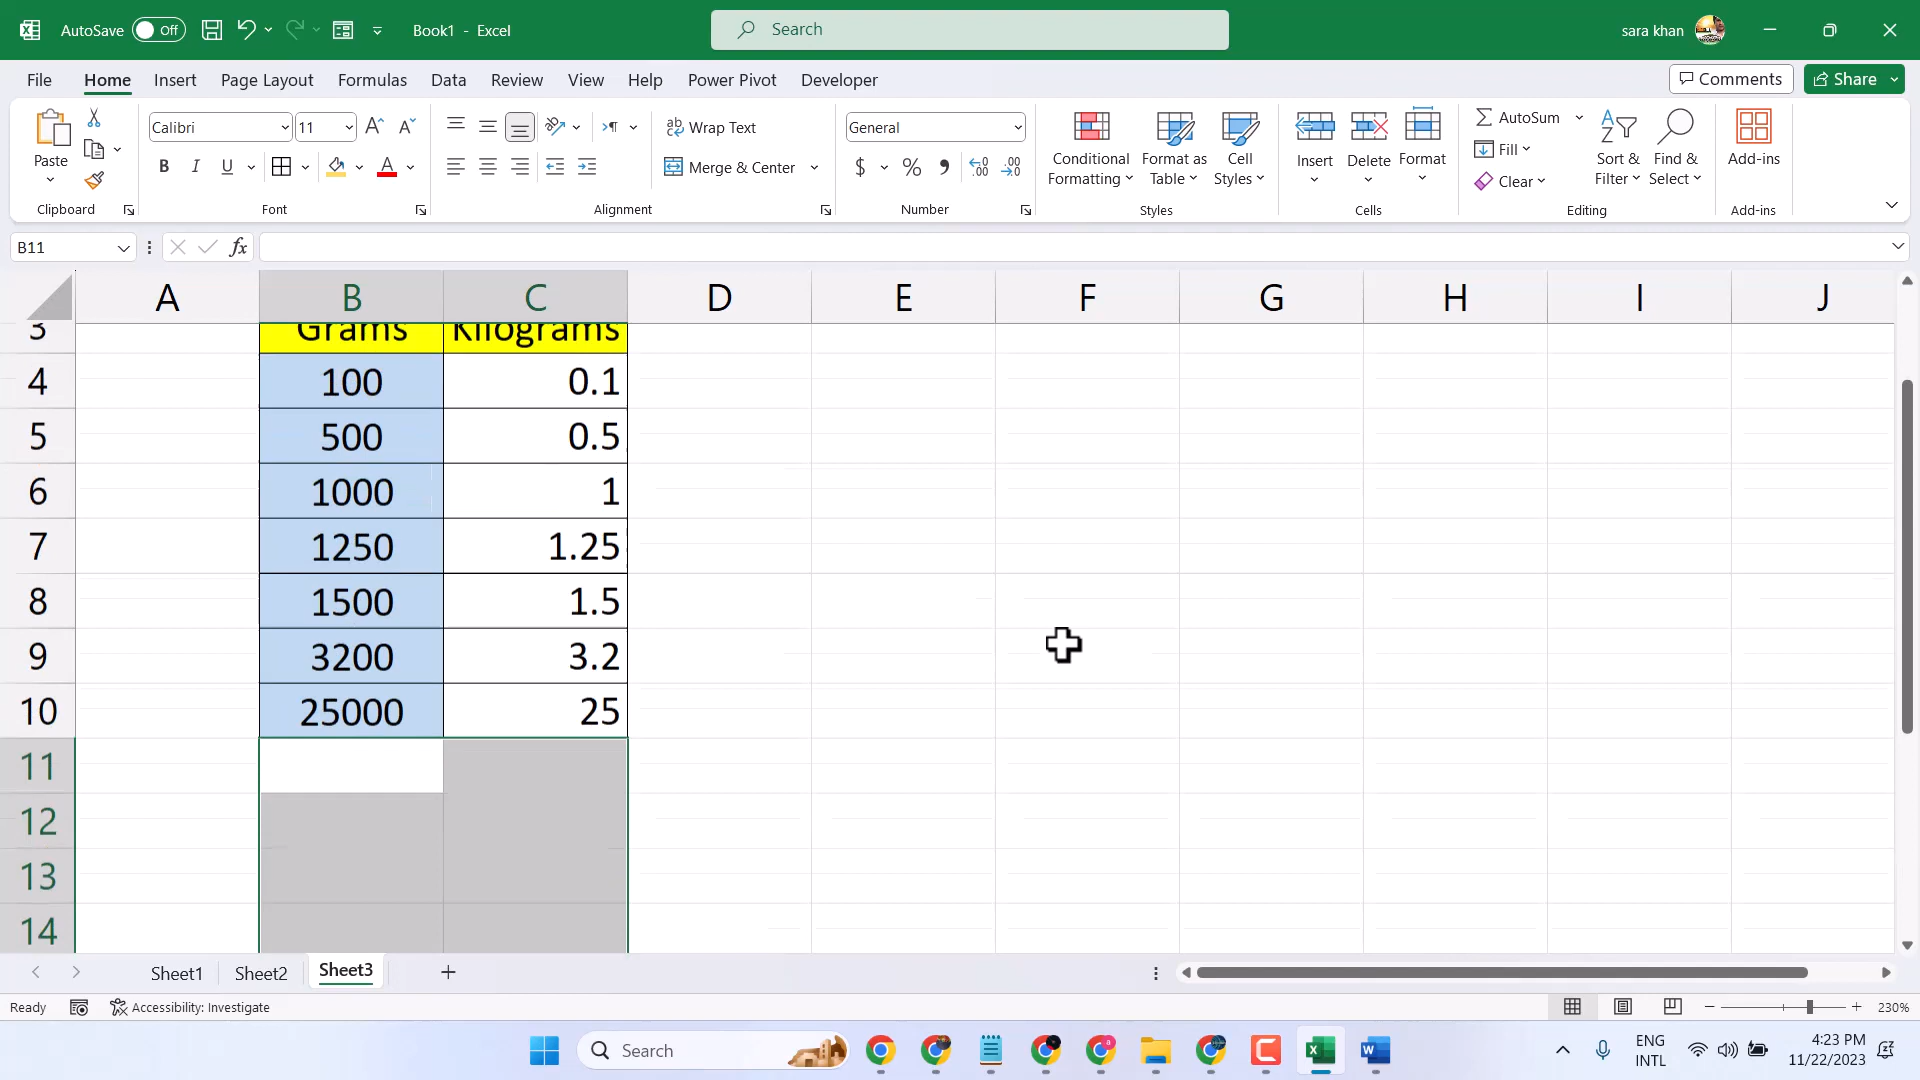 AutoSave Off Book1 - Excel Search sara khan
File Home Insert Page Layout Formulas Data Review View Help Power Pivot Developer Comments Share
Paste Calibri 11 ab Wrap Text General Conditional Formatting Format as Table Cell Styles Insert Delete Format AutoSum Sort & Filter Find & Select Add-ins
B I U A Merge & Center $ % Fill
Clear
Clipboard Font Alignment Number Styles Cells Editing Add-ins
B11 fx
A B C D E F G H I J
3 Grams Kilograms
4 100 0.1
5 500 0.5
6 1000 1
7 1250 1.25
8 1500 1.5
9 3200 3.2
10 25000 25
11
12
13
14
Sheet1 Sheet2 Sheet3
Ready Accessibility: Investigate 230%
Search ENG INTL 4:23 PM 11/22/2023